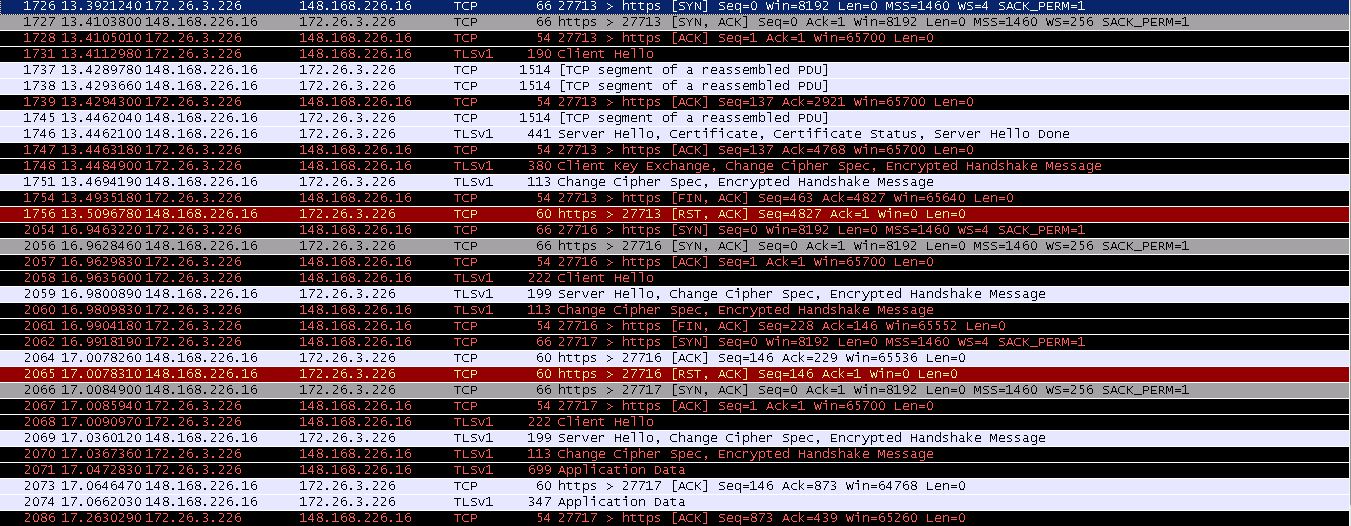 1726 13.3921240 172.26.3.226 148.168.226.16 TCP 66 27713 > https [SYN] Seq=0 Win=8192 Len=0 MSS=1460 WS=4 SACK_PERM=1
1727 13.4103800 148.168.226.16 172.26.3.226 TCP 66 https > 27713 [SYN, ACK] Seq=0 Ack=1 Win=8192 Len=0 MSS=1460 WS=256 SACK_PERM=1
1728 13.4105010 172.26.3.226 148.168.226.16 TCP 54 27713 > https [ACK] Seq=1 Ack=1 Win=65700 Len=0
1731 13.4112980 172.26.3.226 148.168.226.16 TLSv1 190 Client Hello
1737 13.4289780 148.168.226.16 172.26.3.226 TCP 1514 [TCP segment of a reassembled PDU]
1738 13.4293660 148.168.226.16 172.26.3.226 TCP 1514 [TCP segment of a reassembled PDU]
1739 13.4294300 172.26.3.226 148.168.226.16 TCP 54 27713 > https [ACK] Seq=137 Ack=2921 Win=65700 Len=0
1745 13.4462040 148.168.226.16 172.26.3.226 TCP 1514 [TCP segment of a reassembled PDU]
1746 13.4462100 148.168.226.16 172.26.3.226 TLSv1 441 Server Hello, Certificate, Certificate Status, Server Hello Done
1747 13.4463180 172.26.3.226 148.168.226.16 TCP 54 27713 > https [ACK] Seq=137 Ack=4768 Win=65700 Len=0
1748 13.4484900 172.26.3.226 148.168.226.16 TLSv1 380 Client Key Exchange, Change Cipher Spec, Encrypted Handshake Message
1751 13.4694190 148.168.226.16 172.26.3.226 TLSv1 113 Change Cipher Spec, Encrypted Handshake Message
1754 13.4935180 172.26.3.226 148.168.226.16 TCP 54 27713 > https [FIN, ACK] Seq=463 Ack=4827 Win=65640 Len=0
1756 13.5096780 148.168.226.16 172.26.3.226 TCP 60 https > 27713 [RST, ACK] Seq=4827 Ack=1 Win=0 Len=0
2054 16.9463220 172.26.3.226 148.168.226.16 TCP 66 27716 > https [SYN] Seq=0 Win=8192 Len=0 MSS=1460 WS=4 SACK_PERM=1
2056 16.9628460 148.168.226.16 172.26.3.226 TCP 66 https > 27716 [SYN, ACK] Seq=0 Ack=1 Win=8192 Len=0 MSS=1460 WS=256 SACK_PERM=1
2057 16.9629830 172.26.3.226 148.168.226.16 TCP 54 27716 > https [ACK] Seq=1 Ack=1 Win=65700 Len=0
2058 16.9635600 172.26.3.226 148.168.226.16 TLSv1 222 Client Hello
2059 16.9800890 148.168.226.16 172.26.3.226 TLSv1 199 Server Hello, Change Cipher Spec, Encrypted Handshake Message
2060 16.9809830 172.26.3.226 148.168.226.16 TLSv1 113 Change Cipher Spec, Encrypted Handshake Message
2061 16.9904180 172.26.3.226 148.168.226.16 TCP 54 27716 > https [FIN, ACK] Seq=228 Ack=146 Win=65552 Len=0
2062 16.9918190 172.26.3.226 148.168.226.16 TCP 66 27717 > https [SYN] Seq=0 Win=8192 Len=0 MSS=1460 WS=4 SACK_PERM=1
2064 17.0078260 148.168.226.16 172.26.3.226 TCP 60 https > 27716 [ACK] Seq=146 Ack=229 Win=65536 Len=0
2065 17.0078310 148.168.226.16 172.26.3.226 TCP 60 https > 27716 [RST, ACK] Seq=146 Ack=1 Win=0 Len=0
2066 17.0084900 148.168.226.16 172.26.3.226 TCP 66 https > 27717 [SYN, ACK] Seq=0 Ack=1 Win=8192 Len=0 MSS=1460 WS=256 SACK_PERM=1
2067 17.0085940 172.26.3.226 148.168.226.16 TCP 54 27717 > https [ACK] Seq=1 Ack=1 Win=65700 Len=0
2068 17.0090970 172.26.3.226 148.168.226.16 TLSv1 222 Client Hello
2069 17.0360120 148.168.226.16 172.26.3.226 TLSv1 199 Server Hello, Change Cipher Spec, Encrypted Handshake Message
2070 17.0367360 172.26.3.226 148.168.226.16 TLSv1 113 Change Cipher Spec, Encrypted Handshake Message
2071 17.0472830 172.26.3.226 148.168.226.16 TLSv1 699 Application Data
2073 17.0646470 148.168.226.16 172.26.3.226 TCP 60 https > 27717 [ACK] Seq=146 Ack=873 Win=64768 Len=0
2074 17.0662030 148.168.226.16 172.26.3.226 TLSv1 347 Application Data
2086 17.2630290 172.26.3.226 148.168.226.16 TCP 54 27717 > https [ACK] Seq=873 Ack=439 Win=65260 Len=0